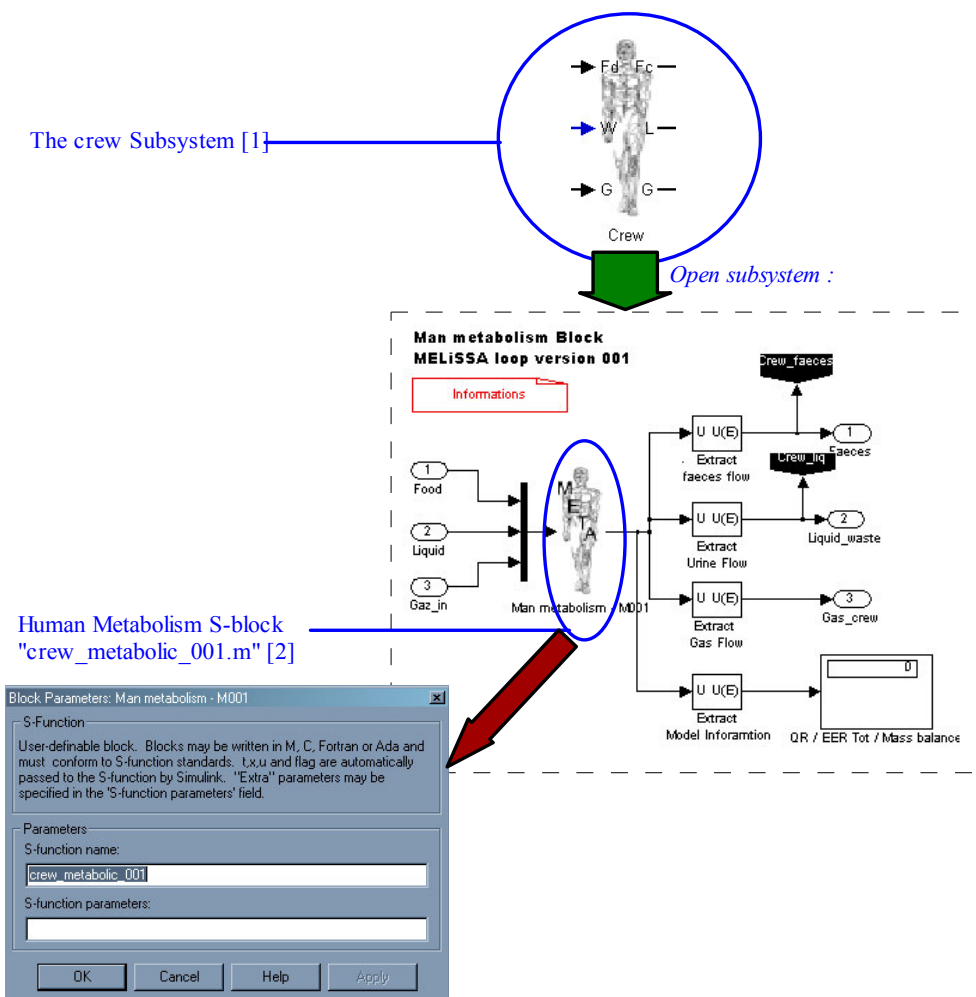 Fd Fc
The crew Subsystem [1]
W L
G G
Crew
Open subsystem :
Man metabolism Block
MELiSSA loop version 001
Informations
Crew_faeces
U U(E)
1
Extract
faeces flow
Faeces
Crew_liq
1
Food
M
E
T
A
2
Liquid
U U(E)
2
Extract
Urine Flow
Liquid_waste
3
Gaz_in
Man metabolism - M001
U U(E)
3
Extract
Gas Flow
Gas_crew
Human Metabolism S-block
"crew_metabolic_001.m" [2]
0
U U(E)
Extract
Model Inforamtion
QR / EER Tot / Mass balance
Block Parameters: Man metabolism - M001
S-Function
User-definable block. Blocks may be written in M, C, Fortran or Ada and
must conform to S-function standards. t,x,u and flag are automatically
passed to the S-function by Simulink. "Extra" parameters may be
specified in the 'S-function parameters' field.
Parameters
S-function name:
crew_metabolic_001
S-function parameters:
OK Cancel Help Apply